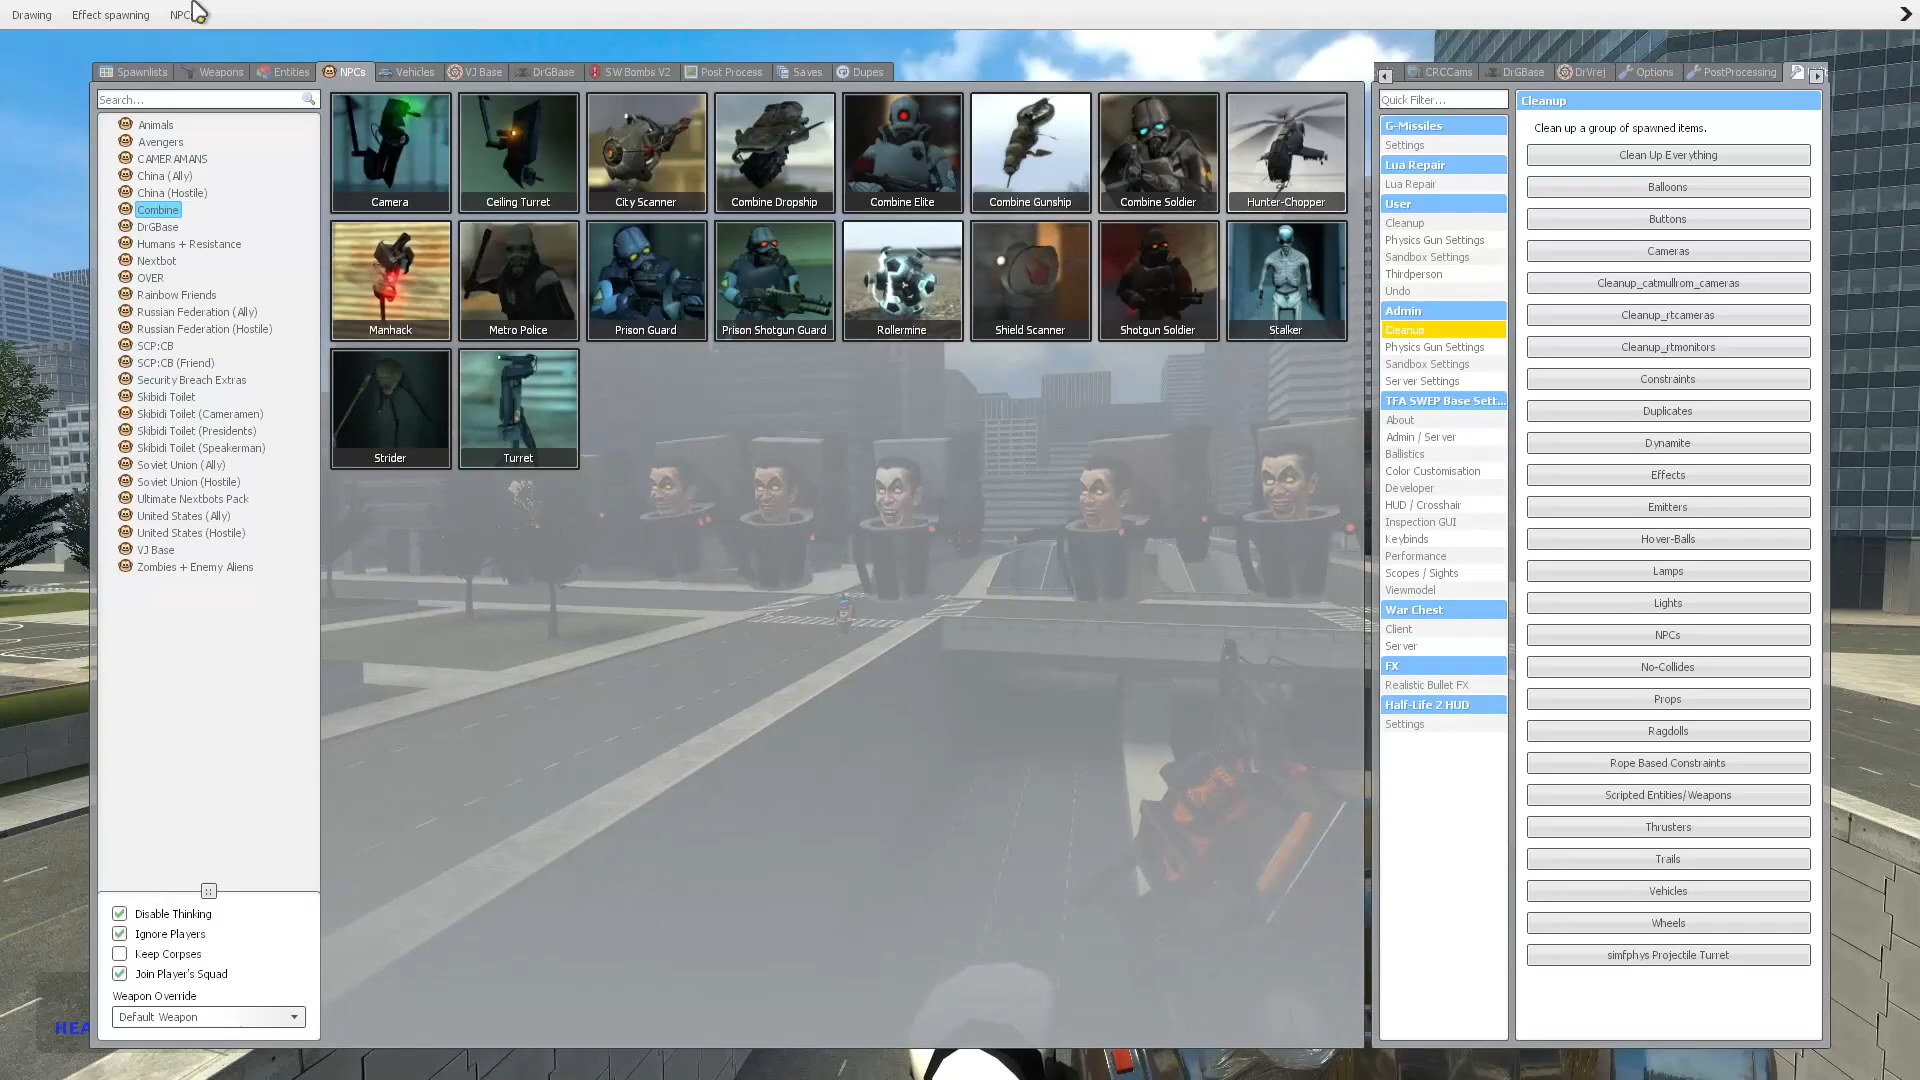 Drawing
Effect spawning
Spawnlists
Weapons
Entities
NPCs
Vehicles
VJ Base
DrGBase
SW Bombs V2
Post Process
Saves
Dupes
Search...
Animals
Avengers
CAMERAMANS
China (Ally)
China (Hostile)
Combine
DrGBase
Humans + Resistance
Nextbot
OVER
Rainbow Friends
Russian Federation (Ally)
Russian Federation (Hostile)
SCP:CB
SCP:CB (Friend)
Security Breach Extras
Skibidi Toilet
Skibidi Toilet (Cameramen)
Skibidi Toilet (Presidents)
Skibidi Toilet (Speakerman)
Soviet Union (Ally)
Soviet Union (Hostile)
Ultimate Nextbots Pack
United States (Ally)
United States (Hostile)
VJ Base
Zombies + Enemy Aliens
Disable Thinking
Ignore Players
Keep Corpses
Join Player's Squad
Weapon Override
Default Weapon
Camera
Ceiling Turret
City Scanner
Combine Dropship
Combine Elite
Combine Gunship
Combine Soldier
Hunter-Chopper
Manhack
Metro Police
Prison Guard
Prison Shotgun Guard
Rollermine
Shield Scanner
Shotgun Soldier
Stalker
Strider
Turret
CRCCams
DrGBase
DrVrej
Options
PostProcessing
Quick Filter...
G-Missiles
Settings
Lua Repair
Lua Repair
User
Cleanup
Physics Gun Settings
Sandbox Settings
Thirdperson
Undo
Admin
Cleanup
Physics Gun Settings
Sandbox Settings
Server Settings
TFA SWEP Base Sett...
About
Admin / Server
Ballistics
Color Customisation
Developer
HUD / Crosshair
Inspection GUI
Keybinds
Performance
Scopes / Sights
Viewmodel
War Chest
Client
Server
FX
Realistic Bullet FX
Half-Life 2 HUD
Settings
Cleanup
Clean up a group of spawned items.
Clean Up Everything
Balloons
Buttons
Cameras
Cleanup_catmullrom_cameras
Cleanup_rtcameras
Cleanup_rtmonitors
Constraints
Duplicates
Dynamite
Effects
Emitters
Hover-Balls
Lamps
Lights
NPCs
No-Collides
Props
Ragdolls
Rope Based Constraints
Scripted Entities/Weapons
Thrusters
Trails
Vehicles
Wheels
simfphys Projectile Turret